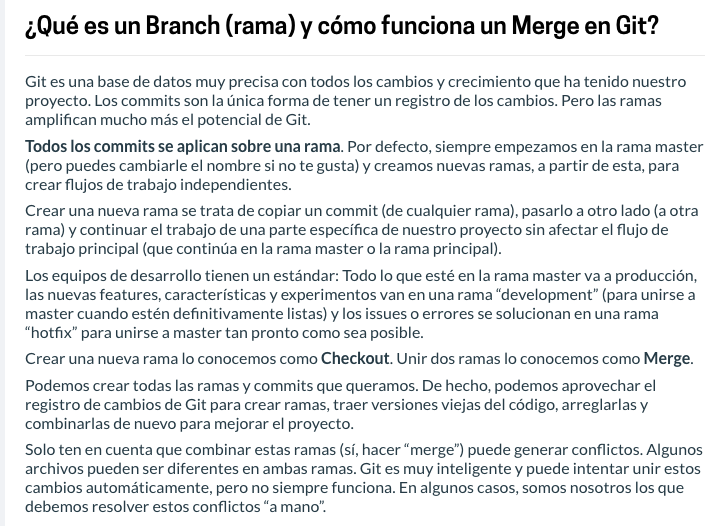 ¿Qué es un Branch (rama) y cómo funciona un Merge en Git?
Git es una base de datos muy precisa con todos los cambios y crecimiento que ha tenido nuestro
proyecto. Los commits son la única forma de tener un registro de los cambios. Pero las ramas
amplifican mucho más el potencial de Git.
Todos los commits se aplican sobre una rama. Por defecto, siempre empezamos en la rama master
(pero puedes cambiarle el nombre si no te gusta) y creamos nuevas ramas, a partir de esta, para
crear flujos de trabajo independientes.
Crear una nueva rama se trata de copiar un commit (de cualquier rama), pasarlo a otro lado (a otra
rama) y continuar el trabajo de una parte específica de nuestro proyecto sin afectar el flujo de
trabajo principal (que continúa en la rama master o la rama principal).
Los equipos de desarrollo tienen un estándar: Todo lo que esté en la rama master va a producción,
las nuevas features, características y experimentos van en una rama “development” (para unirse a
master cuando estén definitivamente listas) y los issues o errores se solucionan en una rama
“hotfix” para unirse a master tan pronto como sea posible.
Crear una nueva rama lo conocemos como Checkout. Unir dos ramas lo conocemos como Merge.
Podemos crear todas las ramas y commits que queramos. De hecho, podemos aprovechar el
registro de cambios de Git para crear ramas, traer versiones viejas del código, arreglarlas y
combinarlas de nuevo para mejorar el proyecto.
Solo ten en cuenta que combinar estas ramas (sí, hacer “merge”) puede generar conflictos. Algunos
archivos pueden ser diferentes en ambas ramas. Git es muy inteligente y puede intentar unir estos
cambios automáticamente, pero no siempre funciona. En algunos casos, somos nosotros los que
debemos resolver estos conflictos “a mano”.